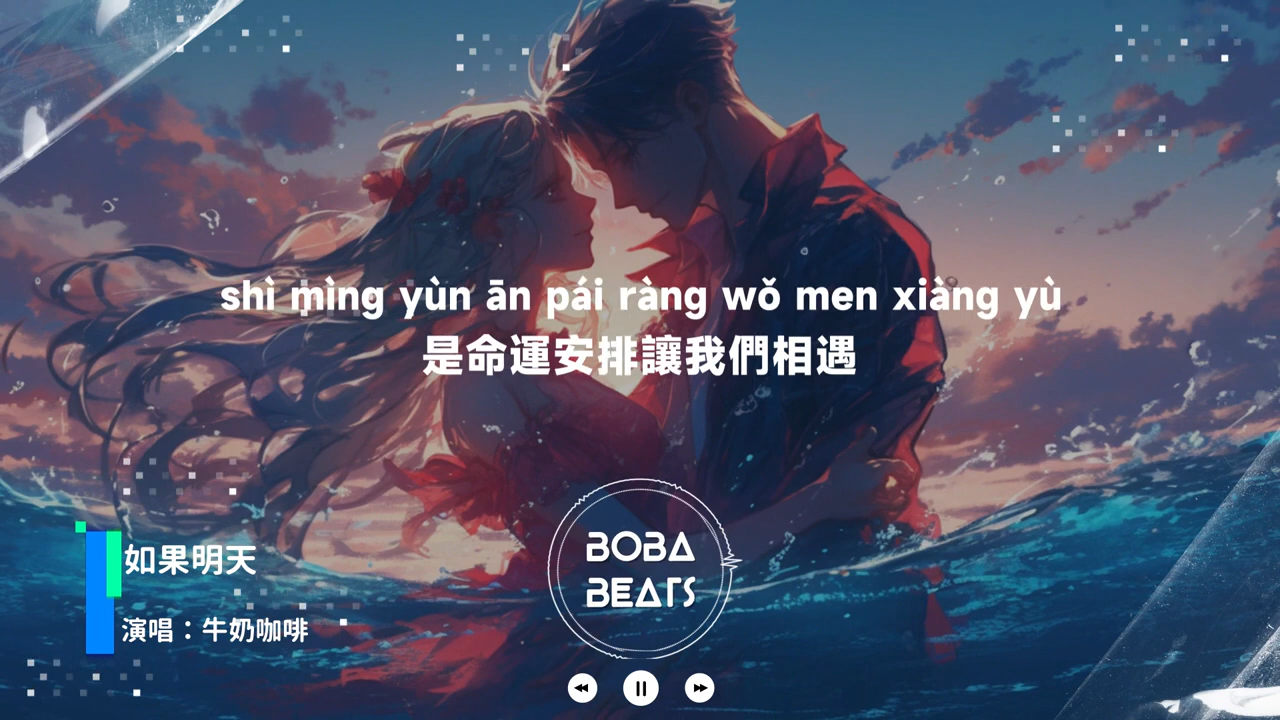 shì mìng yùn ān pái ràng wǒ men xiàng yù
是命運安排讓我們相遇
如果明天
演唱：牛奶咖啡
BOBA
BEATS